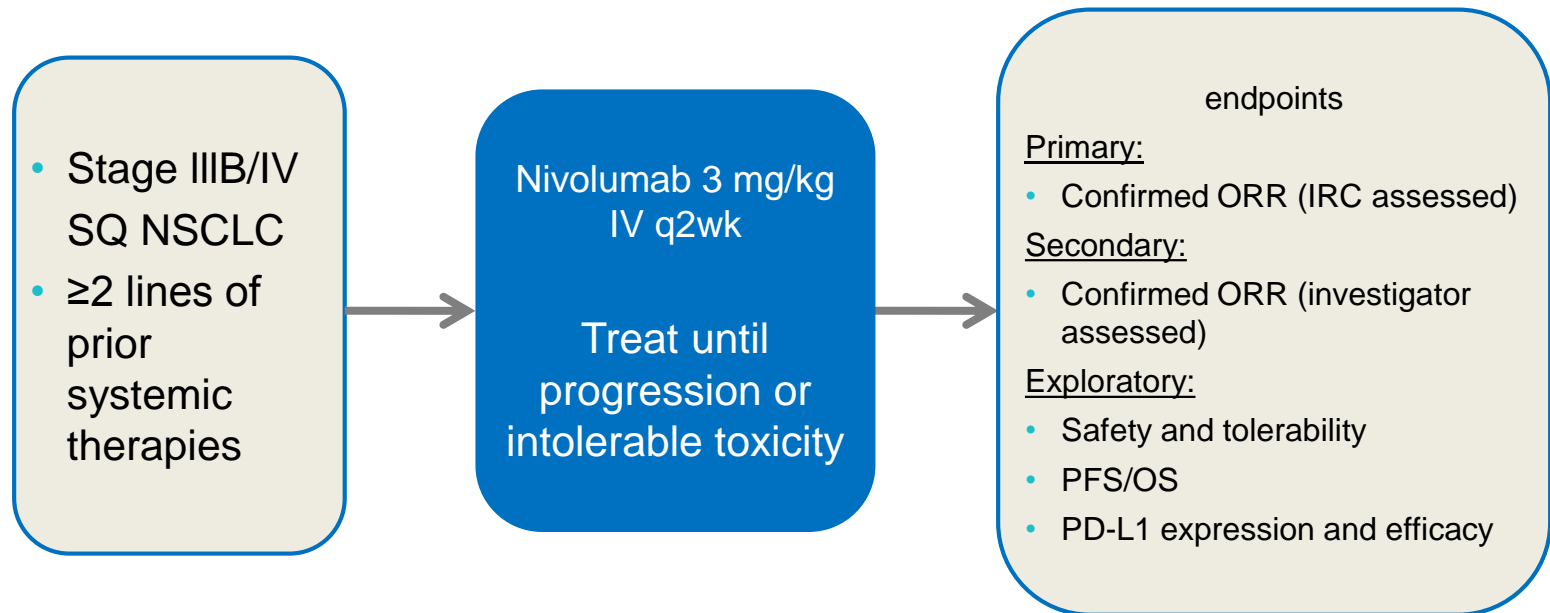 • Stage IIIB/IV
SQ NSCLC
• ≥2 lines of
prior
systemic
therapies
Nivolumab 3 mg/kg
IV q2wk
Treat until
progression or
intolerable toxicity
endpoints
Primary:
• Confirmed ORR (IRC assessed)
Secondary:
• Confirmed ORR (investigator
assessed)
Exploratory:
• Safety and tolerability
• PFS/OS
• PD-L1 expression and efficacy